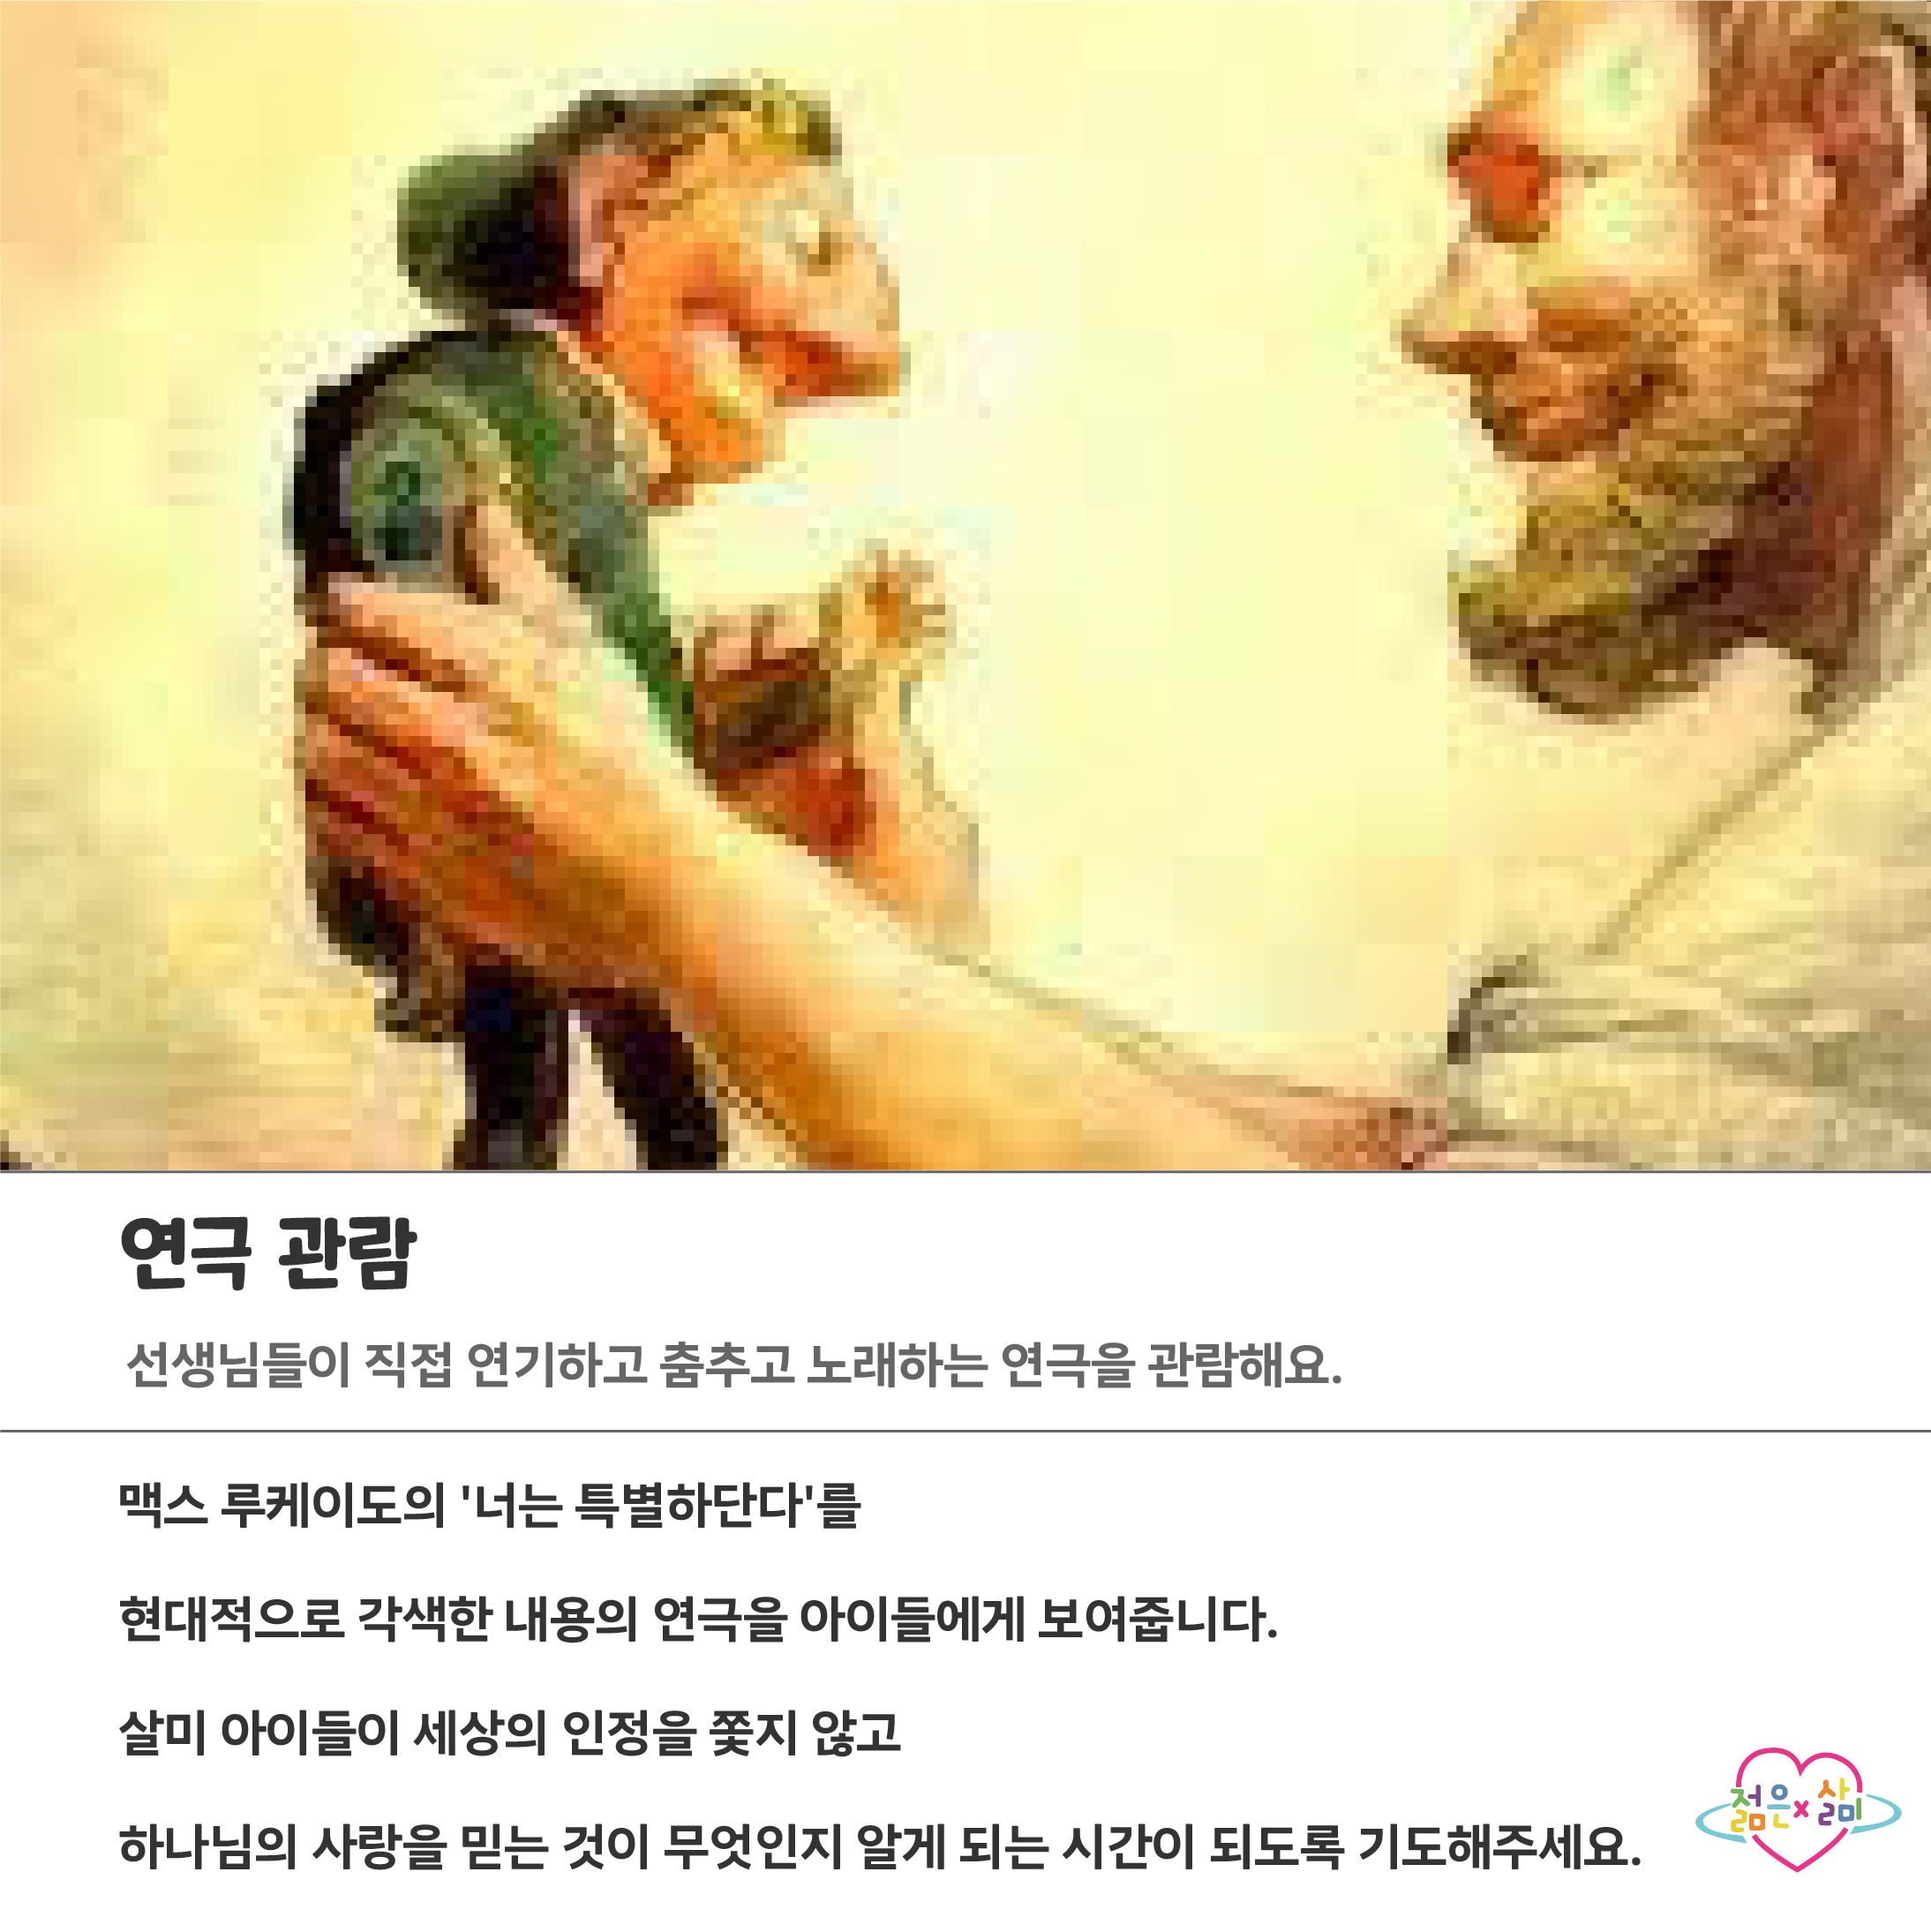 연극 관람
선생님들이 직접 연기하고 춤추고 노래하는 연극을 관람해요.
맥스 루케이도의 '너는 특별하단다'를
현대적으로 각색한 내용의 연극을 아이들에게 보여줍니다.
살미 아이들이 세상의 인정을 쫓지 않고
하나님의 사랑을 믿는 것이 무엇인지 알게 되는 시간이 되도록 기도해주세요.
젊은x살미